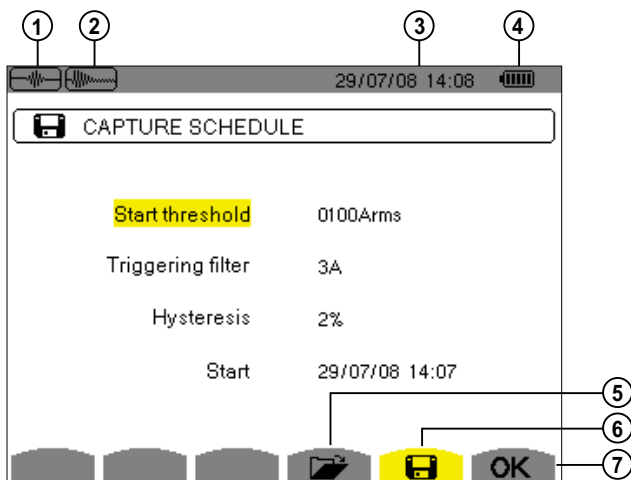 1 2 3 4
29/07/08 14:08
CAPTURE SCHEDULE
Start threshold 0100Arms
Triggering filter 3A
Hysteresis 2%
Start 29/07/08 14:07
5
6
OK 7